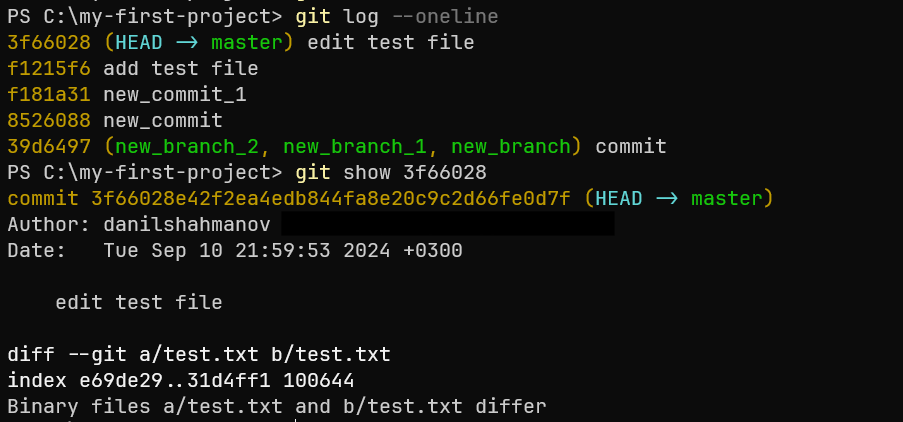 PS C:\my-first-project> git log --oneline
3f66028 (HEAD -> master) edit test file
f1215f6 add test file
f181a31 new_commit_1
8526088 new_commit
39d6497 (new_branch_2, new_branch_1, new_branch) commit
PS C:\my-first-project> git show 3f66028
commit 3f66028e42f2ea4edb844fa8e20c9c2d66fe0d7f (HEAD -> master)
Author: danilshahmanov
Date:   Tue Sep 10 21:59:53 2024 +0300
    edit test file
diff --git a/test.txt b/test.txt
index e69de29..31d4ff1 100644
Binary files a/test.txt and b/test.txt differ